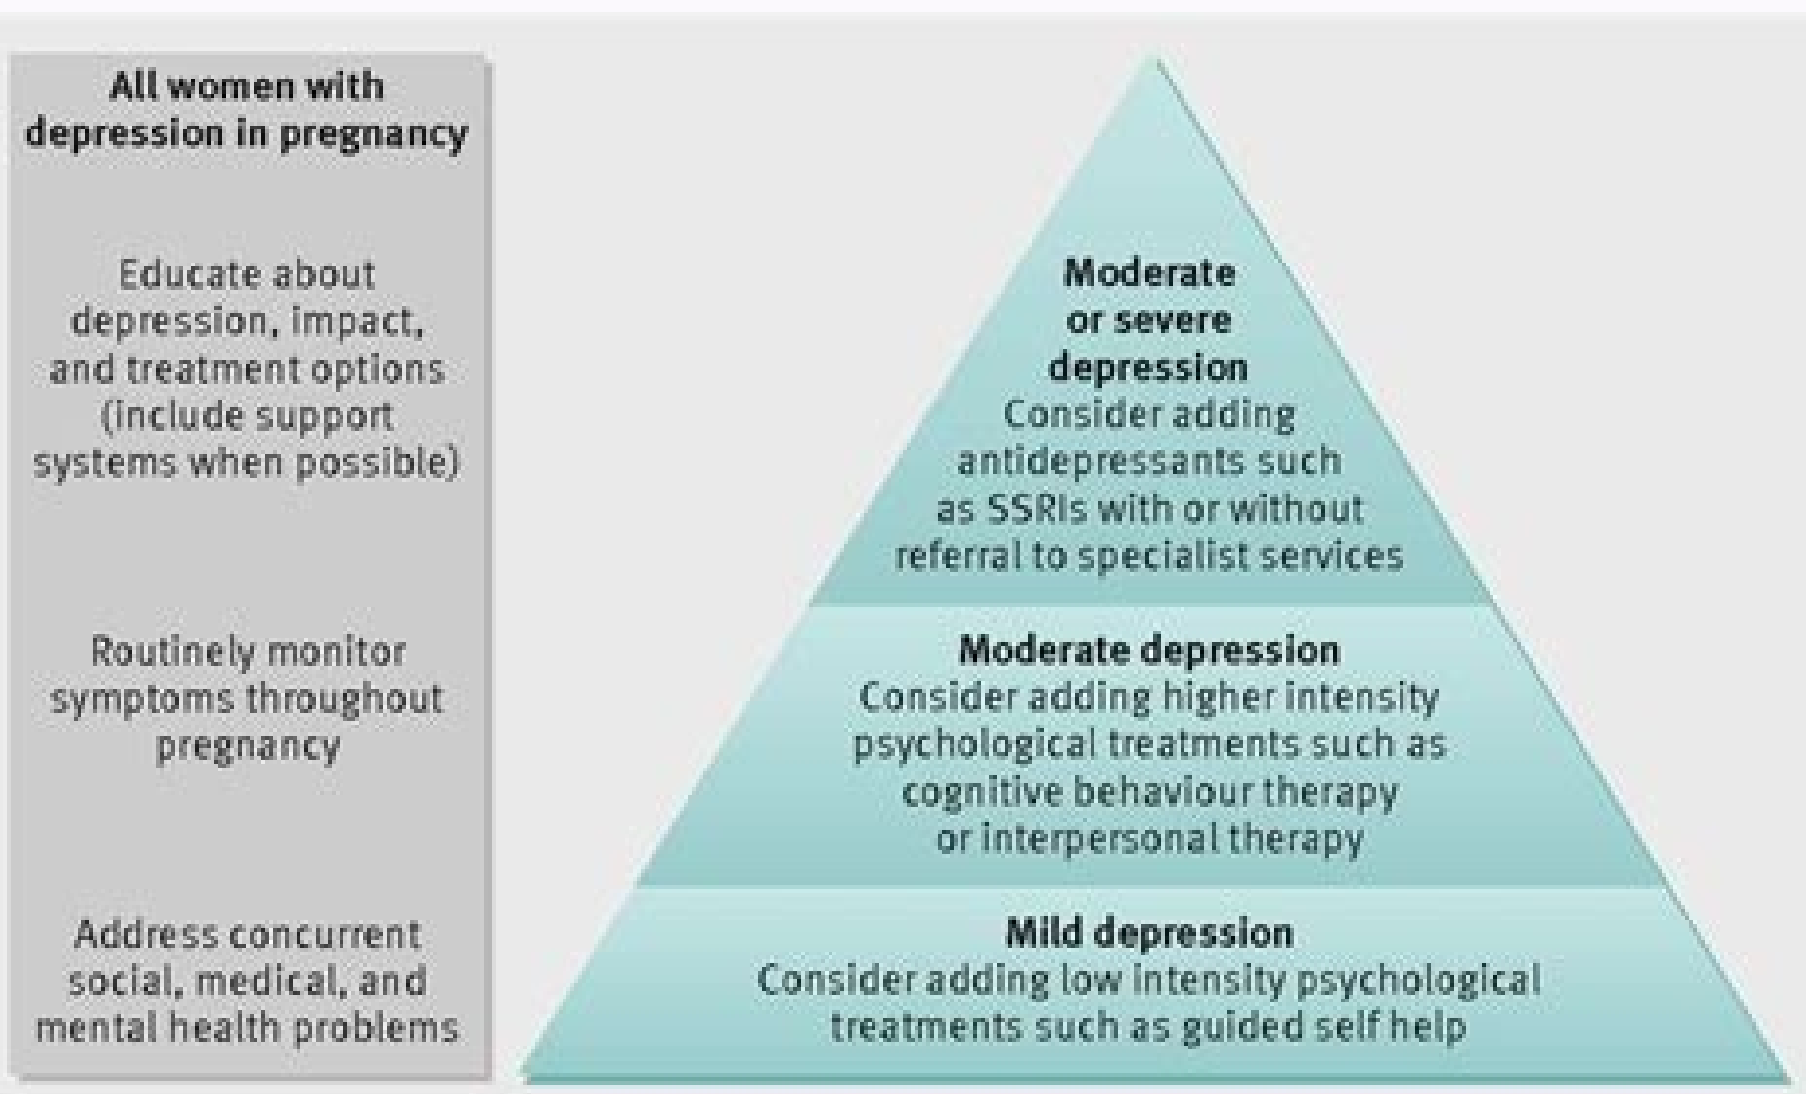 All women with
depression in pregnancy
Educate about
depression, impact,
and treatment options
(include support
systems when possible)
Routinely monitor
symptoms throughout
pregnancy
Address concurrent
social, medical, and
mental health problems
Moderate
or severe
depression
Consider adding
antidepressants such
as SSRIs with or without
referral to specialist services
Moderate depression
Consider adding higher intensity
psychological treatments such as
cognitive behaviour therapy
or interpersonal therapy
Mild depression
Consider adding low intensity psychological
treatments such as guided self help